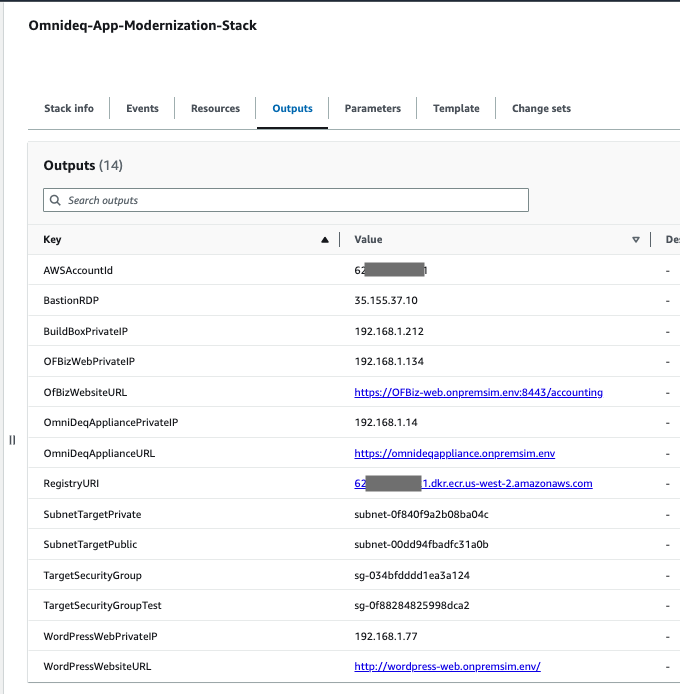 Omnideq-App-Modernization-Stack
Stack info Events Resources Outputs Parameters Template Change sets
Outputs (14)
Search outputs
Key Value
AWSAccountId 62 1 -
BastionRDP 35.155.37.10 -
BuildBoxPrivateIP 192.168.1.212 -
OFBizWebPrivateIP 192.168.1.134 -
OfBizWebsiteURL https://OFBiz-web.onpremsim.env:8443/accounting -
OmniDeqAppliancePrivateIP 192.168.1.14 -
OmniDeqApplianceURL https://omnideqappliance.onpremsim.env -
RegistryURI 62 1.dkr.ecr.us-west-2.amazonaws.com -
SubnetTargetPrivate subnet-0f840f9a2b08ba04c -
SubnetTargetPublic subnet-00dd94fbadfc31a0b -
TargetSecurityGroup sg-034bfdddd1ea3a124 -
TargetSecurityGroupTest sg-0f88284825998dca2 -
WordPressWebPrivateIP 192.168.1.77 -
WordPressWebsiteURL http://wordpress-web.onpremsim.env/ -